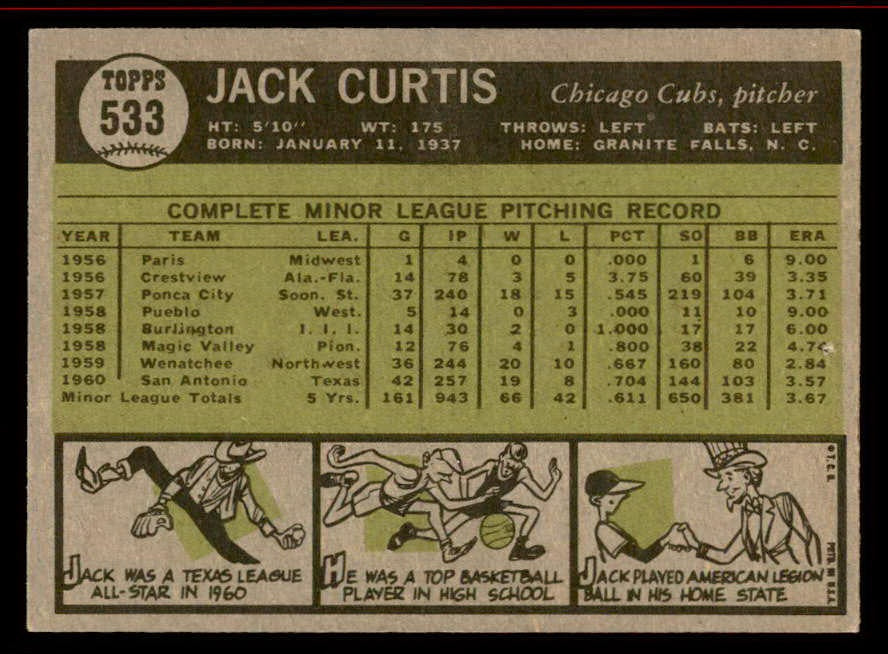 TOPPS
533
JACK CURTIS
Chicago Cubs, pitcher
HT: 5'10" WT: 175 THROWS: LEFT BATS: LEFT
BORN: JANUARY 11, 1937 HOME: GRANITE FALLS, N. C.
COMPLETE MINOR LEAGUE PITCHING RECORD
YEAR TEAM LEA. G IP W L PCT SO BB ERA
1956 Paris Midwest 1 4 0 0 .000 1 6 9.00
1956 Crestview Ala.-Fla. 14 78 3 5 3.75 60 39 3.35
1957 Ponca City Soon. St. 37 240 18 15 .545 219 104 3.71
1958 Pueblo West. 5 14 0 3 .000 11 10 9.00
1958 Burlington I. I. I. 14 30 2 0 1.000 17 17 6.00
1958 Magic Valley Pion. 12 76 4 1 .800 38 22 4.74
1959 Wenatchee Northwest 36 244 20 10 .667 160 80 2.84
1960 San Antonio Texas 42 257 19 8 .704 144 103 3.57
Minor League Totals 5 Yrs. 161 943 66 42 .611 650 381 3.67
JACK WAS A TEXAS LEAGUE
ALL-STAR IN 1960
HE WAS A TOP BASKETBALL
PLAYER IN HIGH SCHOOL
JACK PLAYED AMERICAN LEGION
BALL IN HIS HOME STATE
© T. C. G. PRTD. IN U.S.A.